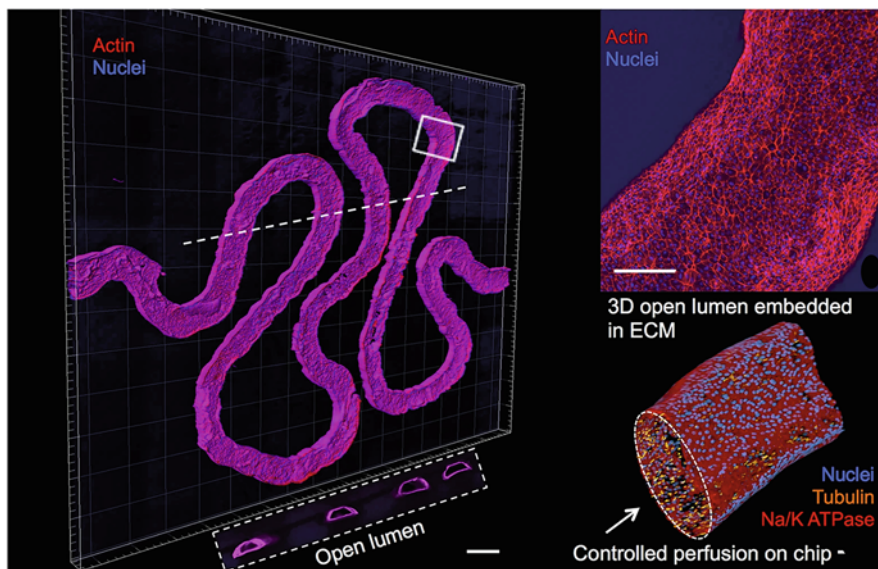 Actin
Nuclei
Open lumen
Actin
Nuclei
3D open lumen embedded
in ECM
Nuclei
Tubulin
Na/K ATPase
Controlled perfusion on chip